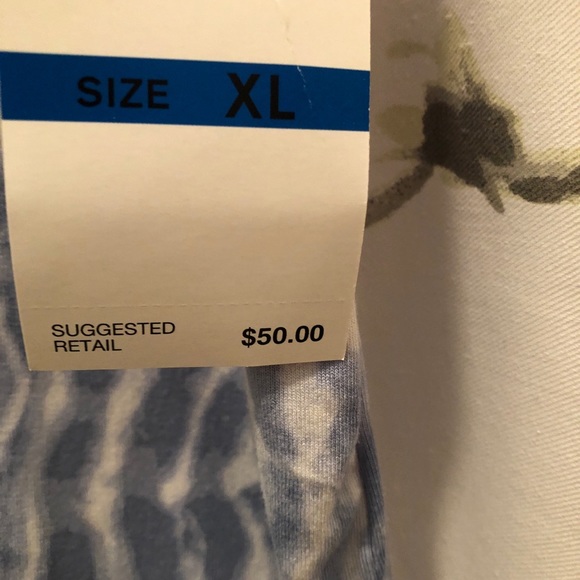 SIZE XL
SUGGESTED
RETAIL $50.00